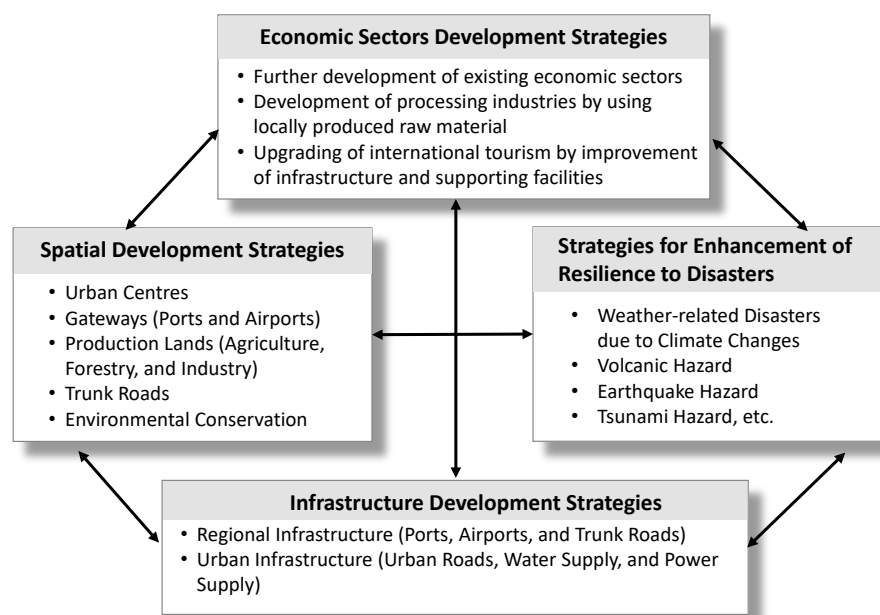 Economic Sectors Development Strategies
• Further development of existing economic sectors
• Development of processing industries by using
locally produced raw material
• Upgrading of international tourism by improvement
of infrastructure and supporting facilities
Spatial Development Strategies
• Urban Centres
• Gateways (Ports and Airports)
• Production Lands (Agriculture,
Forestry, and Industry)
• Trunk Roads
• Environmental Conservation
Strategies for Enhancement of
Resilience to Disasters
• Weather-related Disasters
due to Climate Changes
• Volcanic Hazard
• Earthquake Hazard
• Tsunami Hazard, etc.
Infrastructure Development Strategies
• Regional Infrastructure (Ports, Airports, and Trunk Roads)
• Urban Infrastructure (Urban Roads, Water Supply, and Power
Supply)